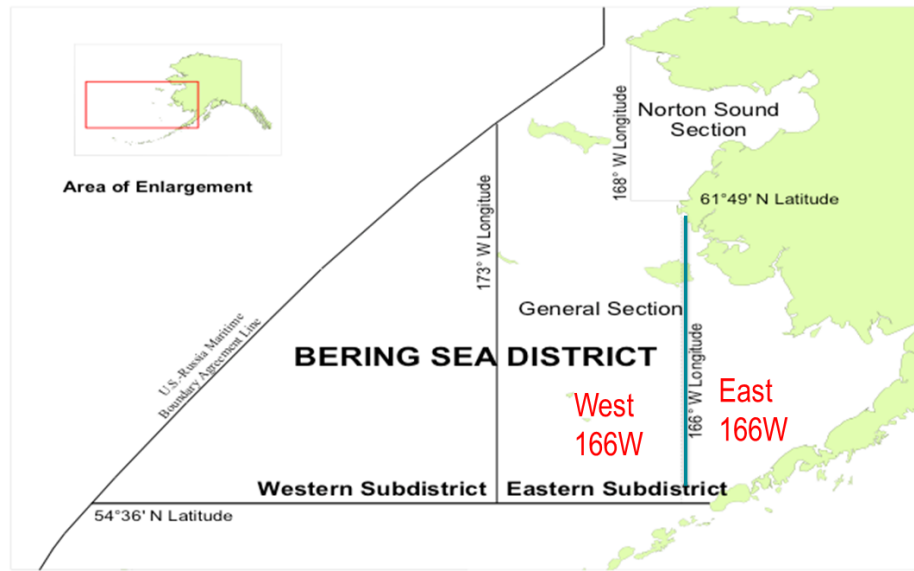 Area of Enlargement
Norton Sound
Section
168° W Longitude
61°49' N Latitude
173° W Longitude
General Section
U.S.-Russia Maritime
Boundary Agreement Line
BERING SEA DISTRICT
166° W Longitude
West
166W
East
166W
Western Subdistrict
Eastern Subdistrict
54°36' N Latitude